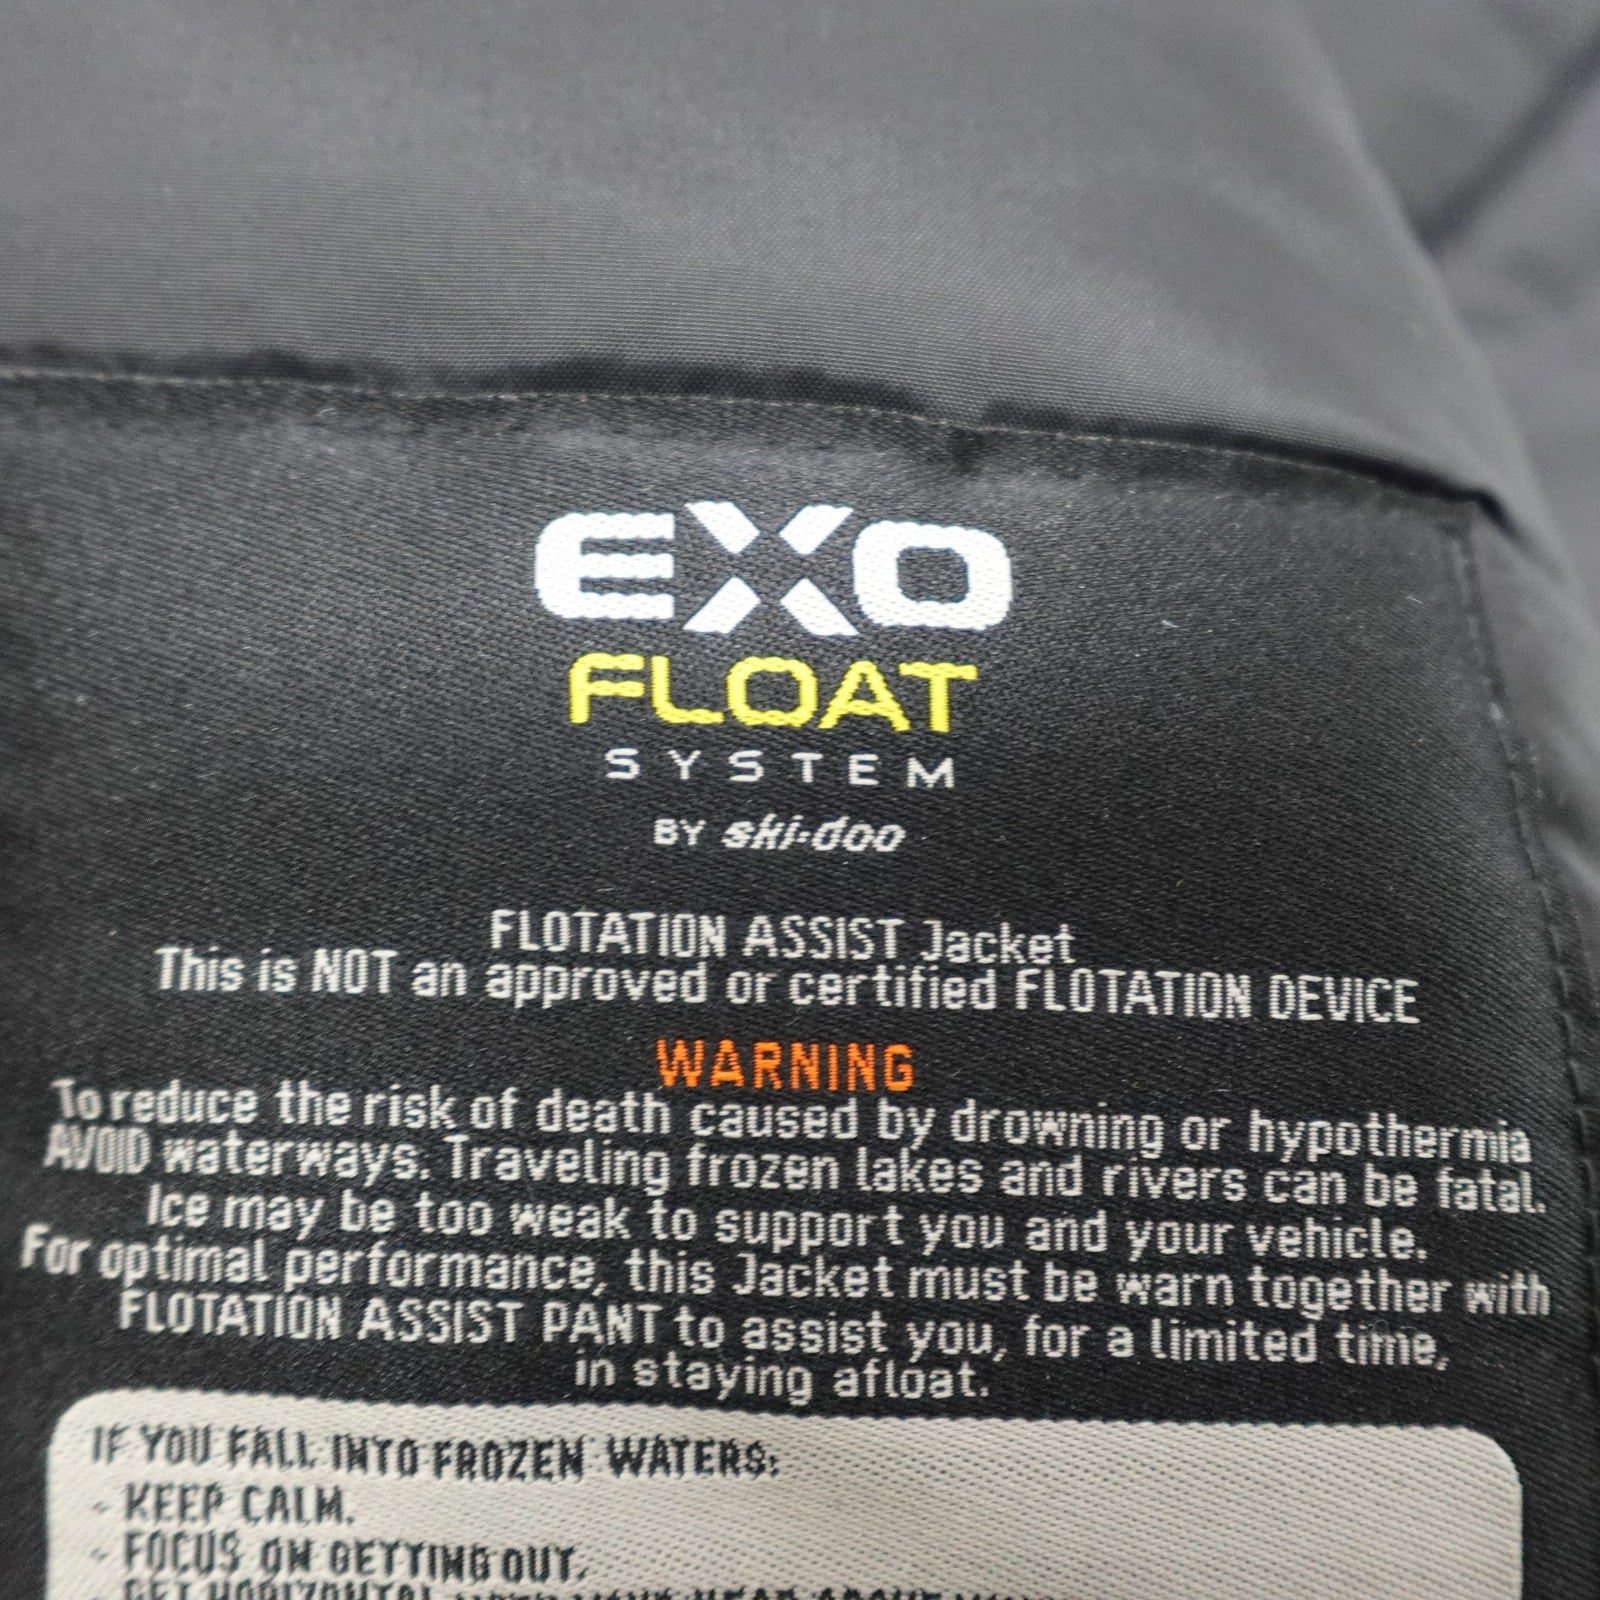 EXO
FLOAT
SYSTEM
BY ski-doo
FLOTATION ASSIST Jacket
This is NOT an approved or certified FLOTATION DEVICE
WARNING
To reduce the risk of death caused by drowning or hypothermia
AVOID waterways. Traveling frozen lakes and rivers can be fatal.
Ice may be too weak to support you and your vehicle.
For optimal performance, this Jacket must be warn together with
FLOTATION ASSIST PANT to assist you, for a limited time,
in staying afloat.
IF YOU FALL INTO FROZEN WATERS:
- KEEP CALM.
- FOCUS ON GETTING OUT.
- GET HORIZONTAL